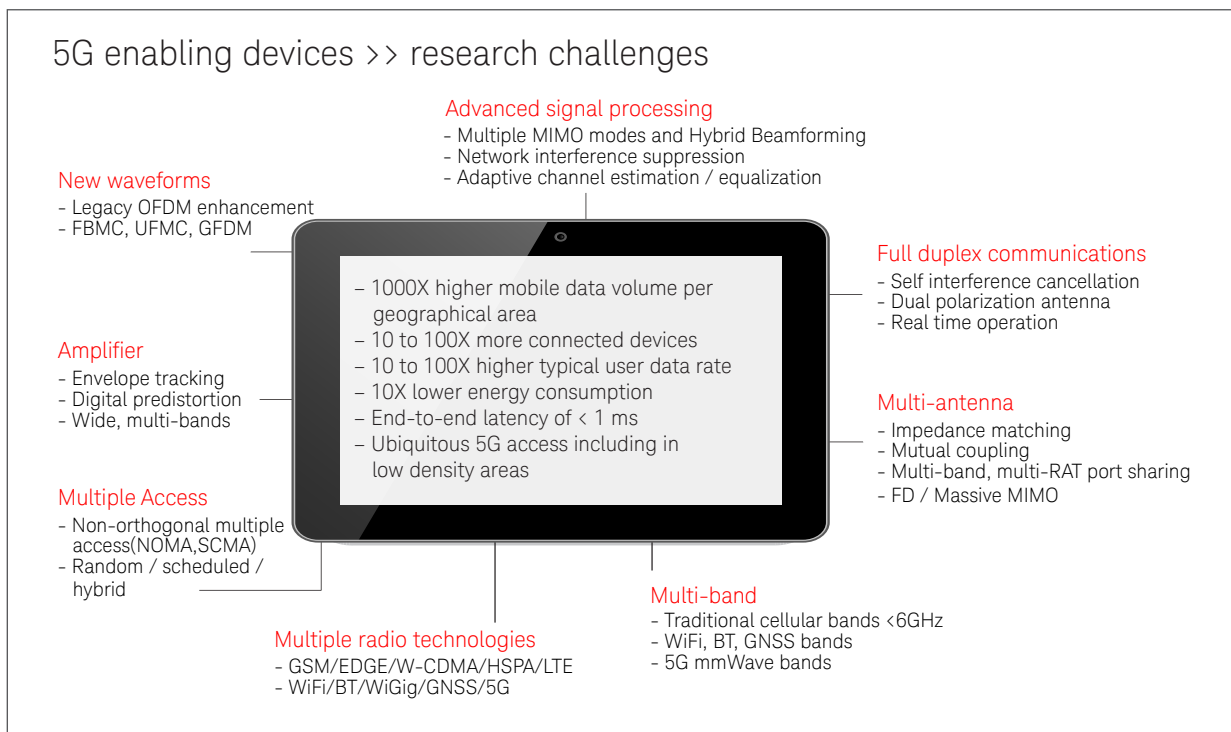 5G enabling devices >> research challenges
Advanced signal processing
- Multiple MIMO modes and Hybrid Beamforming
- Network interference suppression
- Adaptive channel estimation / equalization
New waveforms
- Legacy OFDM enhancement
- FBMC, UFMC, GFDM
Full duplex communications
- Self interference cancellation
- Dual polarization antenna
- Real time operation
– 1000X higher mobile data volume per
geographical area
– 10 to 100X more connected devices
– 10 to 100X higher typical user data rate
– 10X lower energy consumption
– End-to-end latency of < 1 ms
– Ubiquitous 5G access including in
low density areas
Amplifier
- Envelope tracking
- Digital predistortion
- Wide, multi-bands
Multi-antenna
- Impedance matching
- Mutual coupling
- Multi-band, multi-RAT port sharing
- FD / Massive MIMO
Multiple Access
- Non-orthogonal multiple
access(NOMA,SCMA)
- Random / scheduled /
hybrid
Multiple radio technologies
- GSM/EDGE/W-CDMA/HSPA/LTE
- WiFi/BT/WiGig/GNSS/5G
Multi-band
- Traditional cellular bands <6GHz
- WiFi, BT, GNSS bands
- 5G mmWave bands